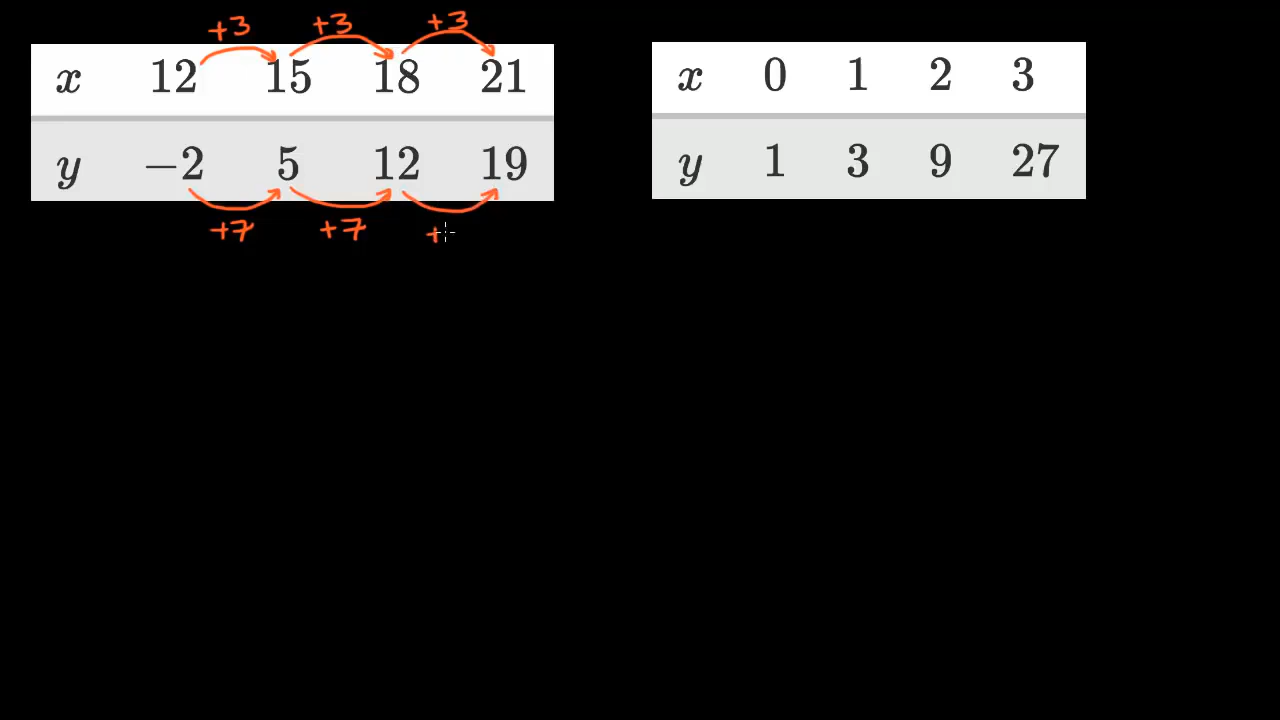 +3 +3 +3
x 12 15 18 21
y −2 5 12 19
+7 +7 +
x 0 1 2 3
y 1 3 9 27